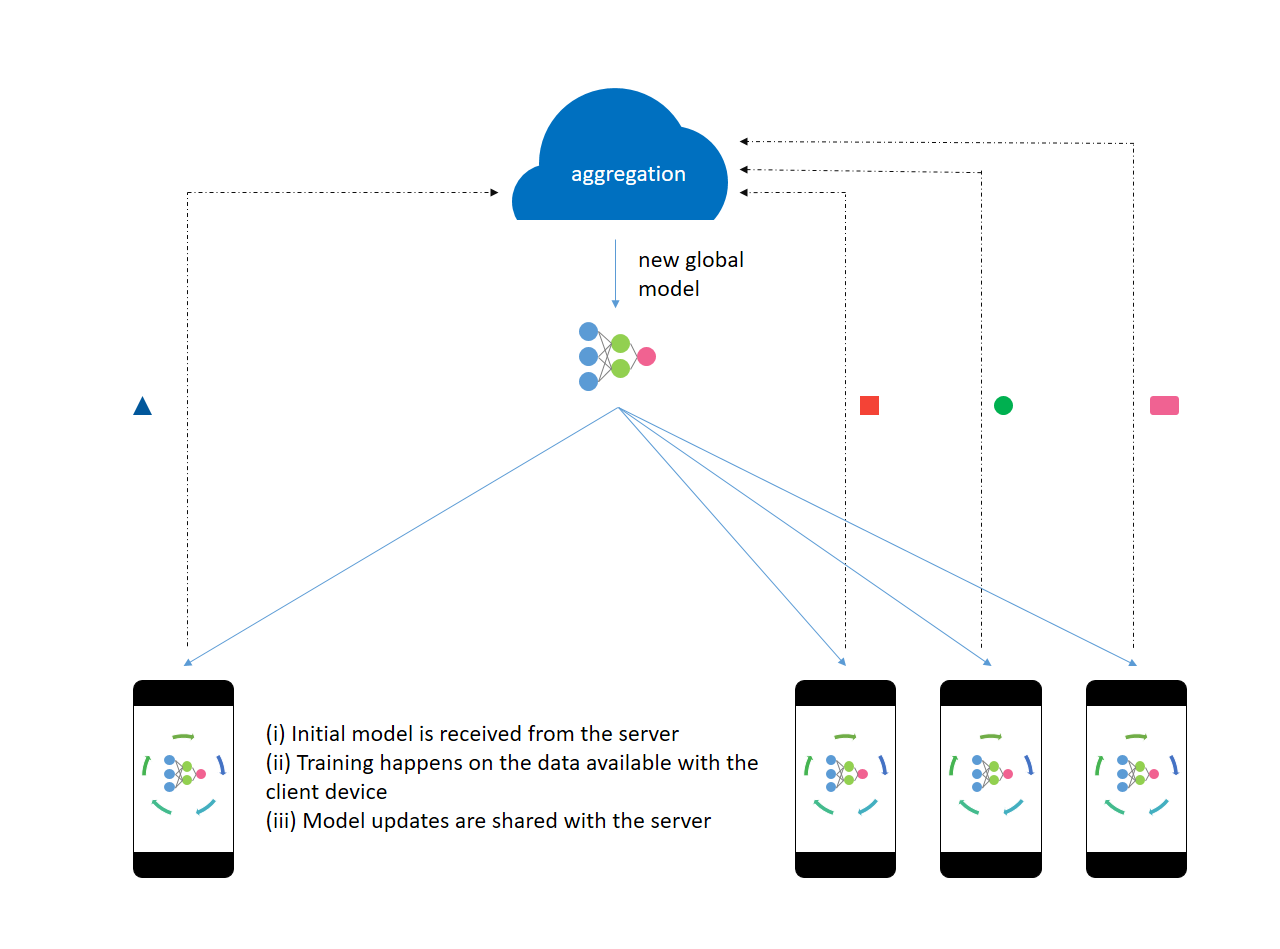 aggregation
new global
model
(i) Initial model is received from the server
(ii) Training happens on the data available with the
client device
(iii) Model updates are shared with the server